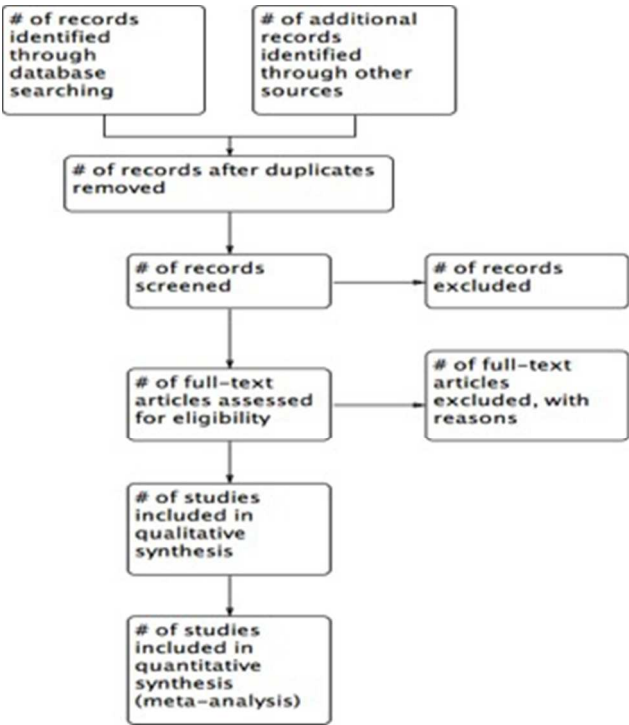 # of records
identified
through
database
searching
# of additional
records
identified
through other
sources
# of records after duplicates
removed
# of records
screened
# of records
excluded
# of full-text
articles assessed
for eligibility
# of full-text
articles
excluded, with
reasons
# of studies
included in
qualitative
synthesis
# of studies
included in
quantitative
synthesis
(meta-analysis)